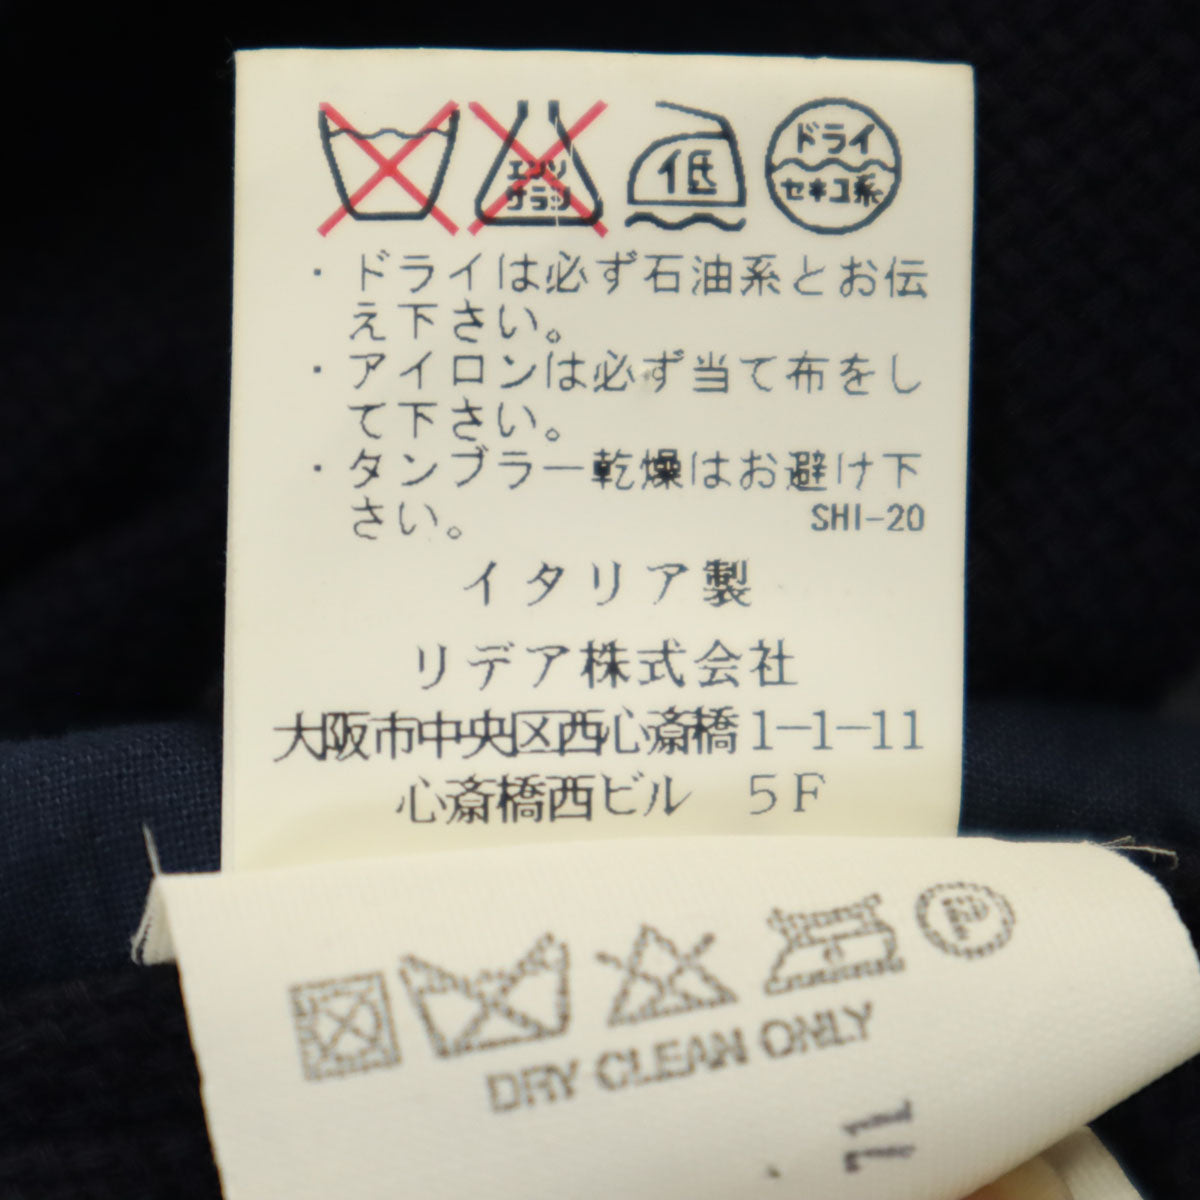 エンソ
サラシ
低
ドライ
セキユ系
・ドライは必ず石油系とお伝
え下さい。
・アイロンは必ず当て布をし
て下さい。
・タンブラー乾燥はお避け下
さい。
SHI-20
イタリア製
リデア株式会社
大阪市中央区西心斎橋1-1-11
心斎橋西ビル 5F
DRY CLEAN ONLY